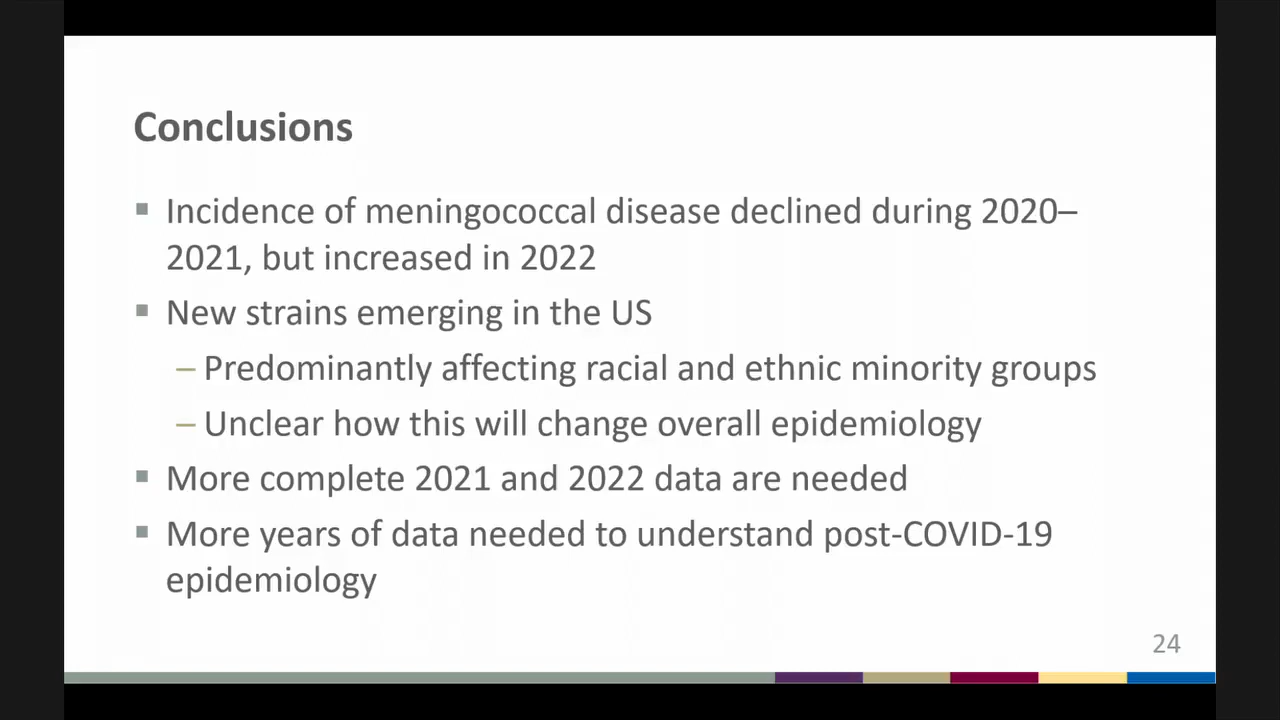 Conclusions
▪ Incidence of meningococcal disease declined during 2020–
2021, but increased in 2022
▪ New strains emerging in the US
– Predominantly affecting racial and ethnic minority groups
– Unclear how this will change overall epidemiology
▪ More complete 2021 and 2022 data are needed
▪ More years of data needed to understand post-COVID-19
epidemiology
24